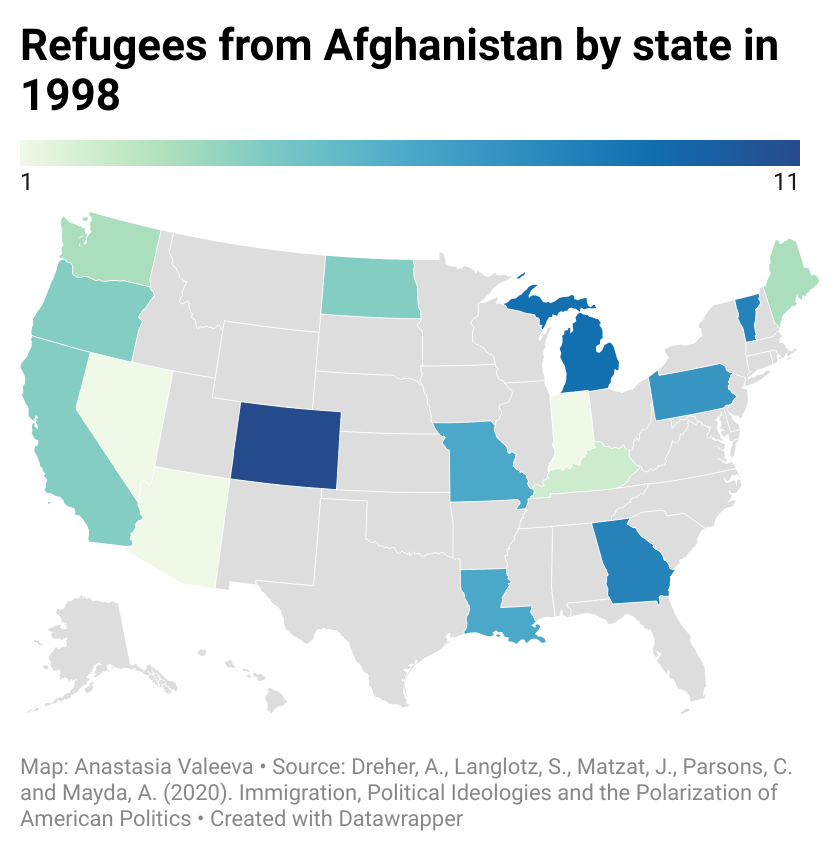 Refugees from Afghanistan by state in
1998
1 11
Map: Anastasia Valeeva • Source: Dreher, A., Langlotz, S., Matzat, J., Parsons, C.
and Mayda, A. (2020). Immigration, Political Ideologies and the Polarization of
American Politics • Created with Datawrapper